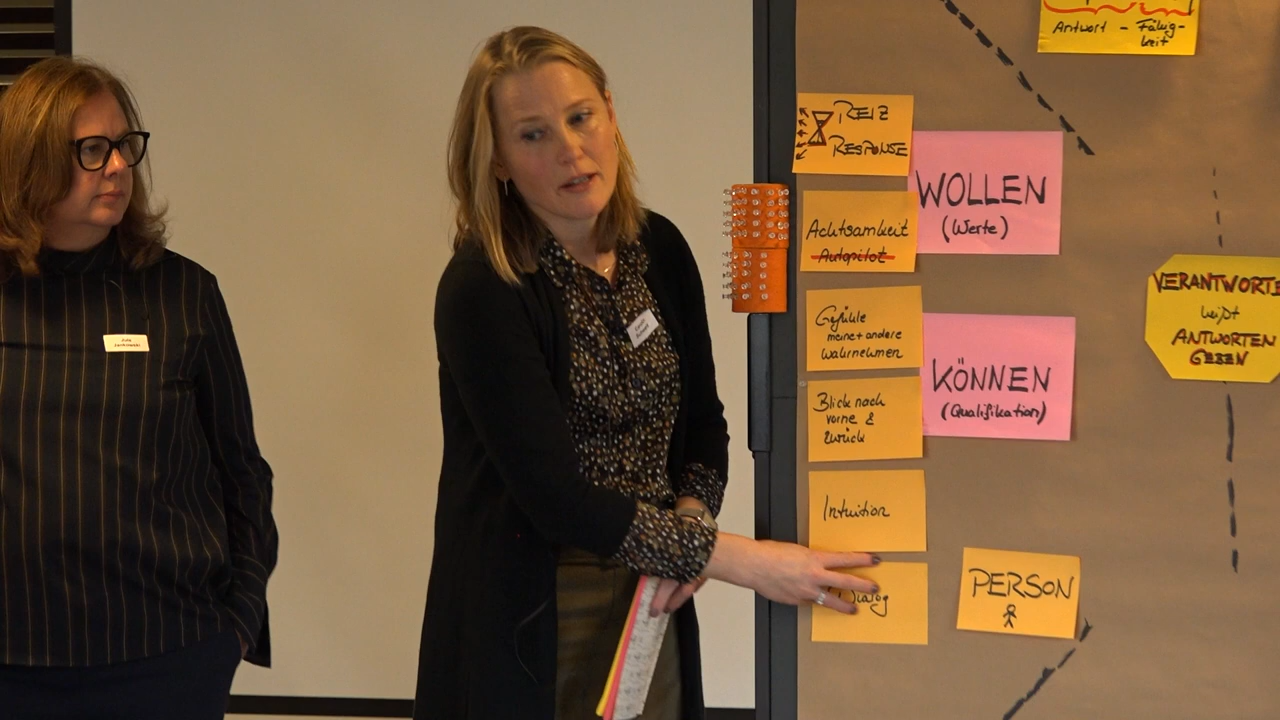 Antwort - Fähig-
keit
REIZ
RESPONSE
WOLLEN
(Werte)
Achtsamkeit
Autopilot
VERANTWORTE
heißt
ANTWORTEN
GEBEN
Gefühle
meine + andere
wahrnehmen
KÖNNEN
(Qualifikation)
Blick nach
vorne &
zurück
Intuition
Dialog
PERSON